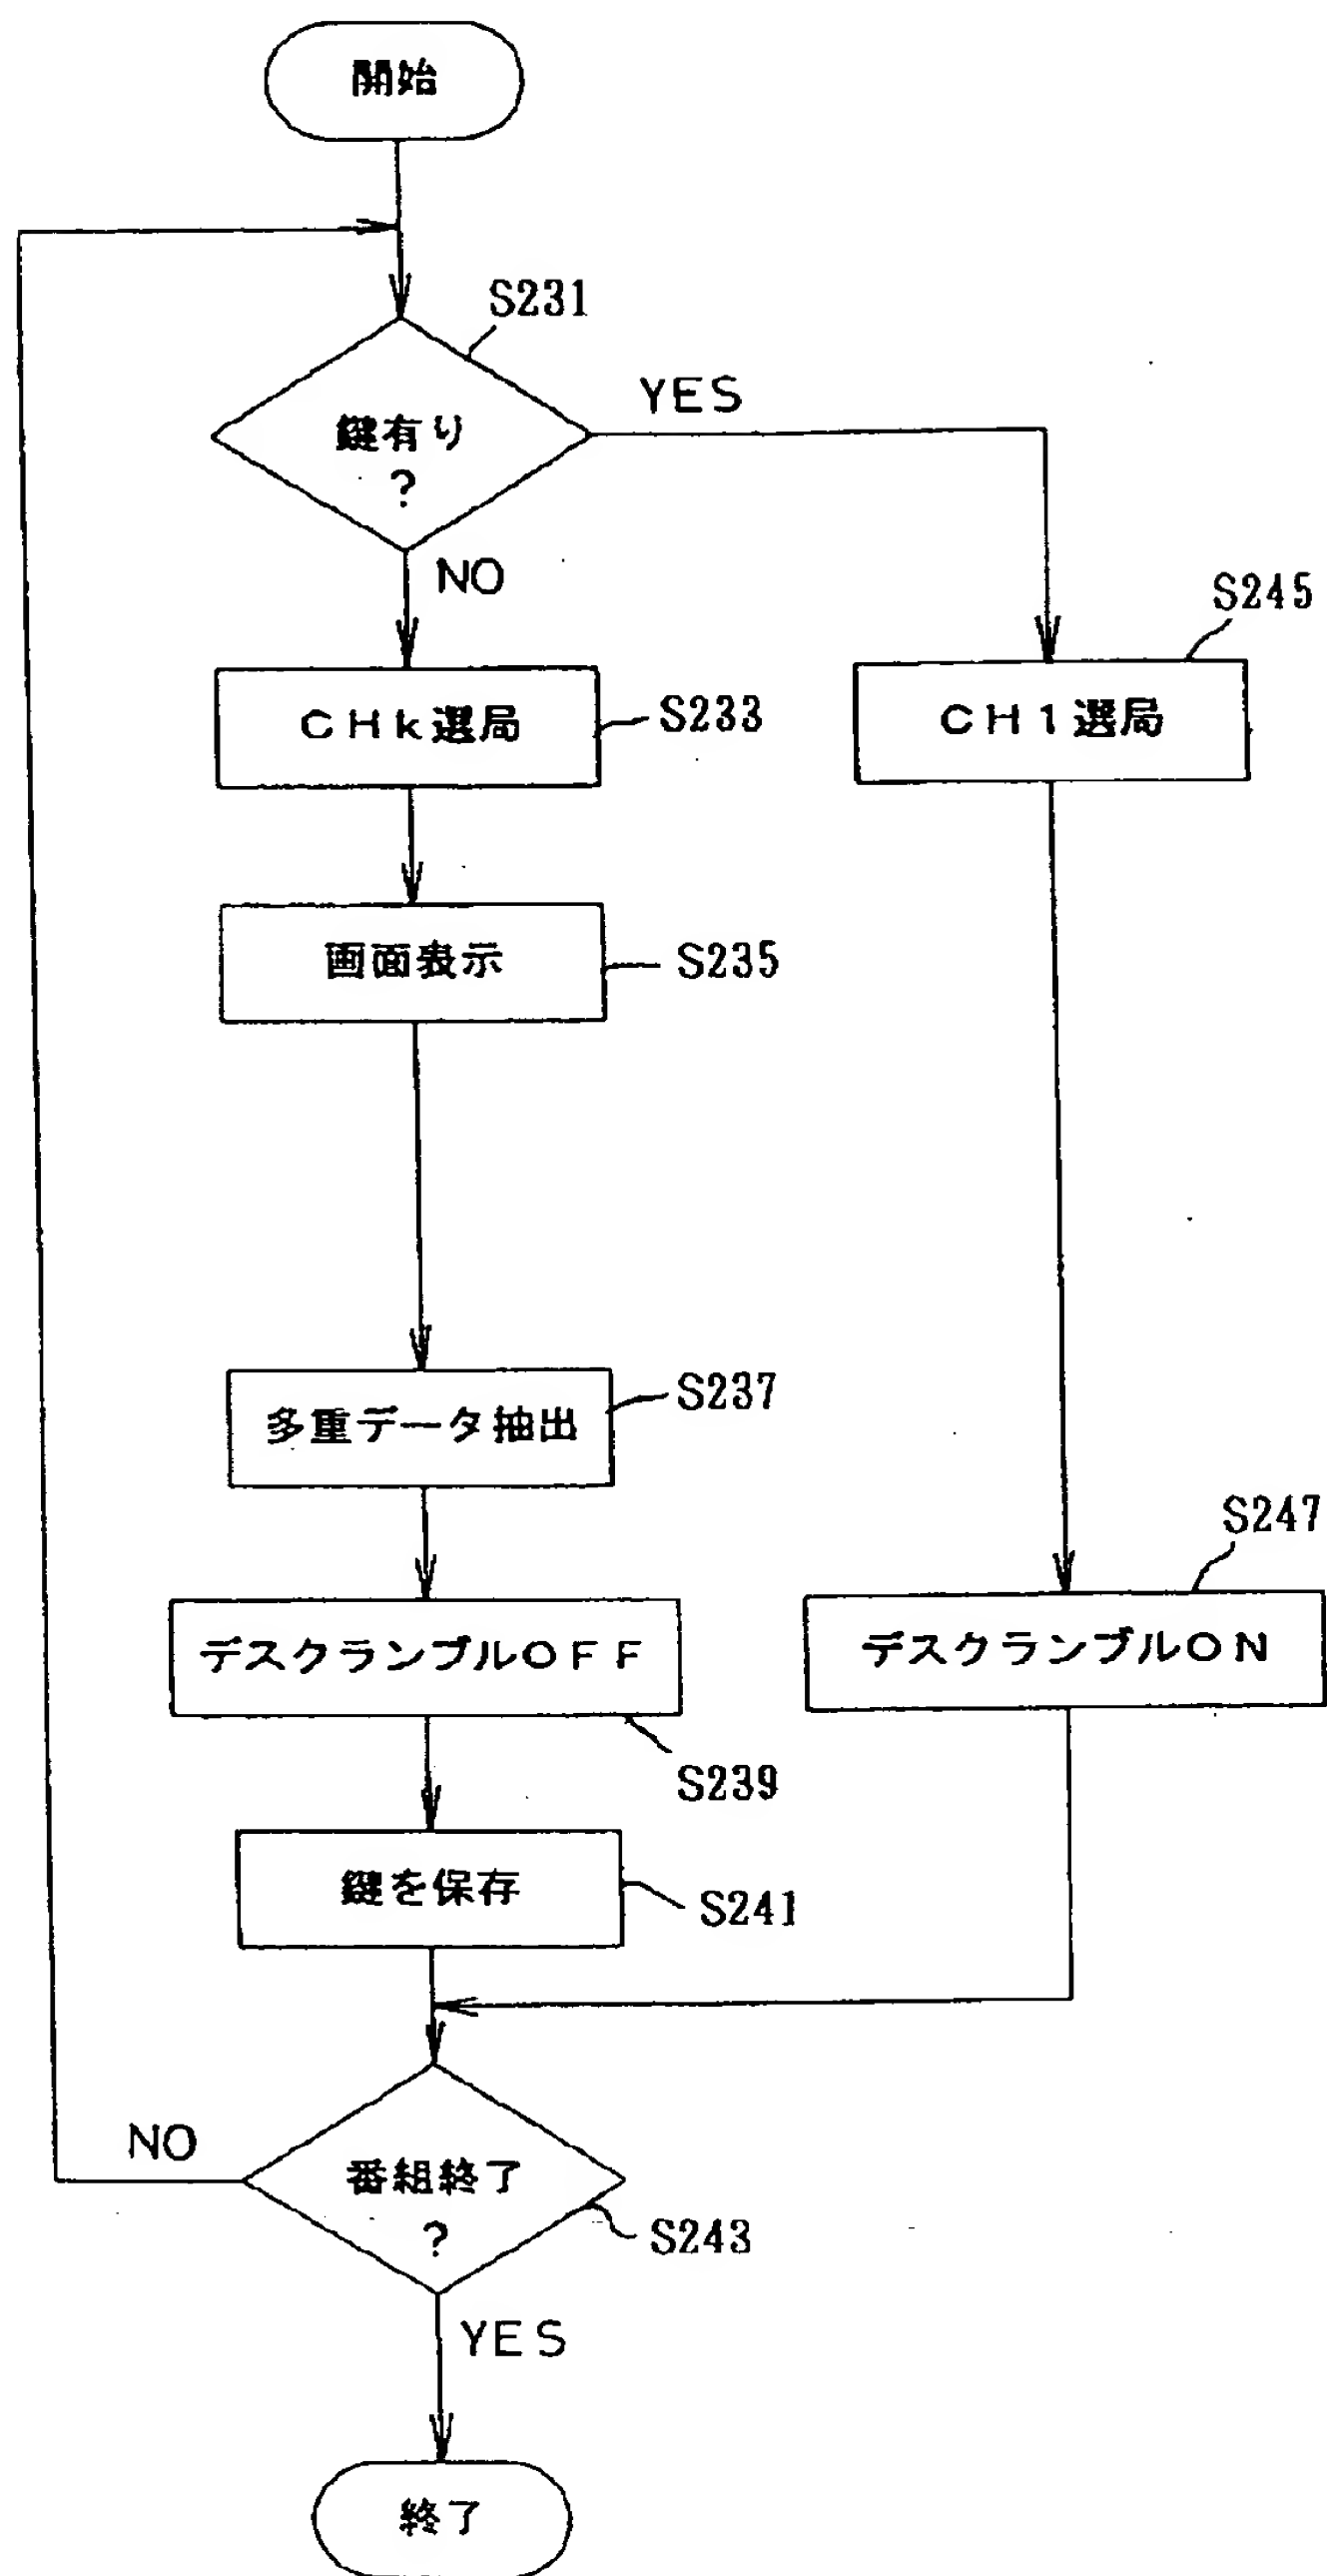 開始
S231
鍵有り
?
YES
NO
S245
CHk選局
S233
CH1選局
画面表示
S235
多重データ抽出
S237
デスクランブルOFF
S239
デスクランブルON
S247
鍵を保存
S241
番組終了
?
NO
S243
YES
終了